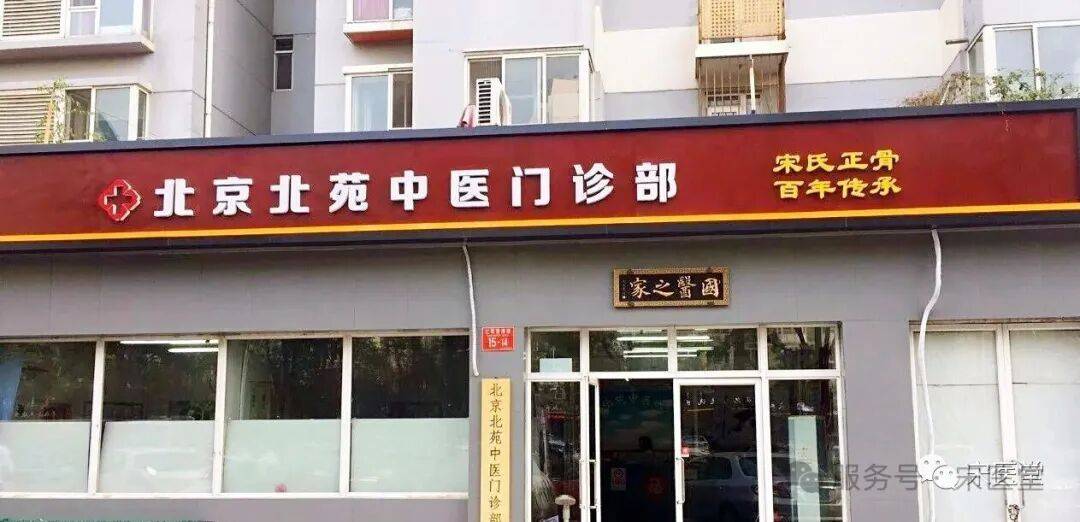 北京北苑中医门诊部
宋氏正骨
百年传承
國醫之家
15-14
北京北苑中医门诊部
服务号
宋医堂